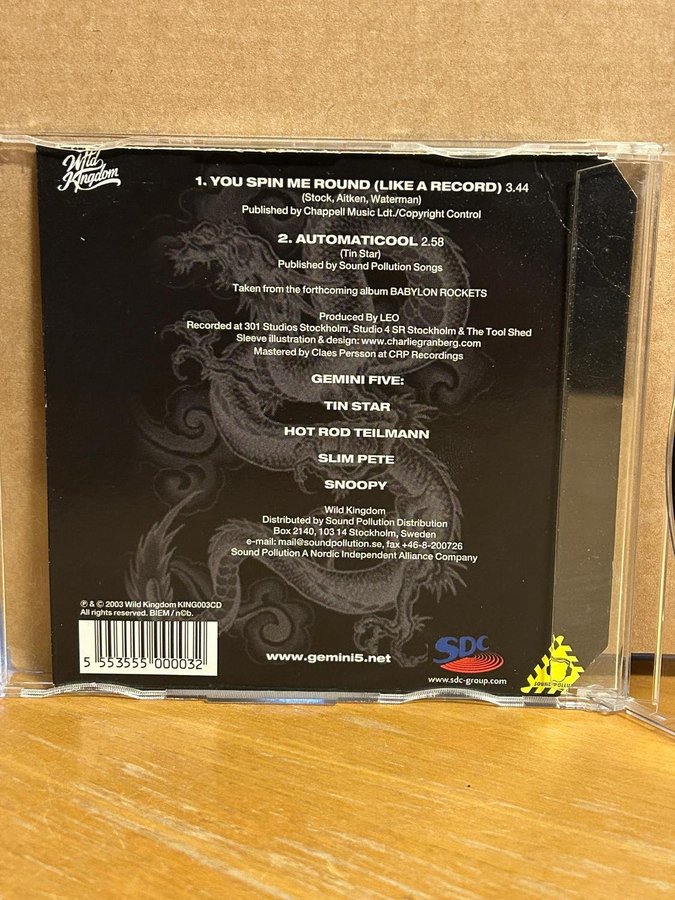 Wild
Kingdom
1. YOU SPIN ME ROUND (LIKE A RECORD) 3.44
(Stock, Aitken, Waterman)
Published by Chappell Music Ldt./Copyright Control
2. AUTOMATICOOL 2.58
(Tin Star)
Published by Sound Pollution Songs
Taken from the forthcoming album BABYLON ROCKETS
Produced By LEO
Recorded at 301 Studios Stockholm, Studio 4 SR Stockholm & The Tool Shed
Sleeve illustration & design: www.charliegranberg.com
Mastered by Claes Persson at CRP Recordings
GEMINI FIVE:
TIN STAR
HOT ROD TEILMANN
SLIM PETE
SNOOPY
Wild Kingdom
Distributed by Sound Pollution Distribution
Box 2140, 103 14 Stockholm, Sweden
e-mail: mail@soundpollution.se, fax +46-8-200726
Sound Pollution A Nordic Independent Alliance Company
℗ & © 2003 Wild Kingdom KING003CD
All rights reserved. BIEM / n©b.
5 553555 000032
www.gemini5.net
SDC
www.sdc-group.com